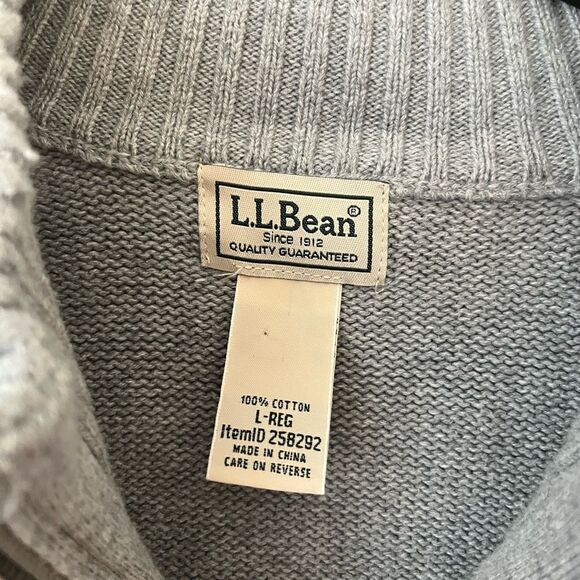 L.L.Bean®
Since 1912
QUALITY GUARANTEED
100% COTTON
L-REG
ItemID 258292
MADE IN CHINA
CARE ON REVERSE